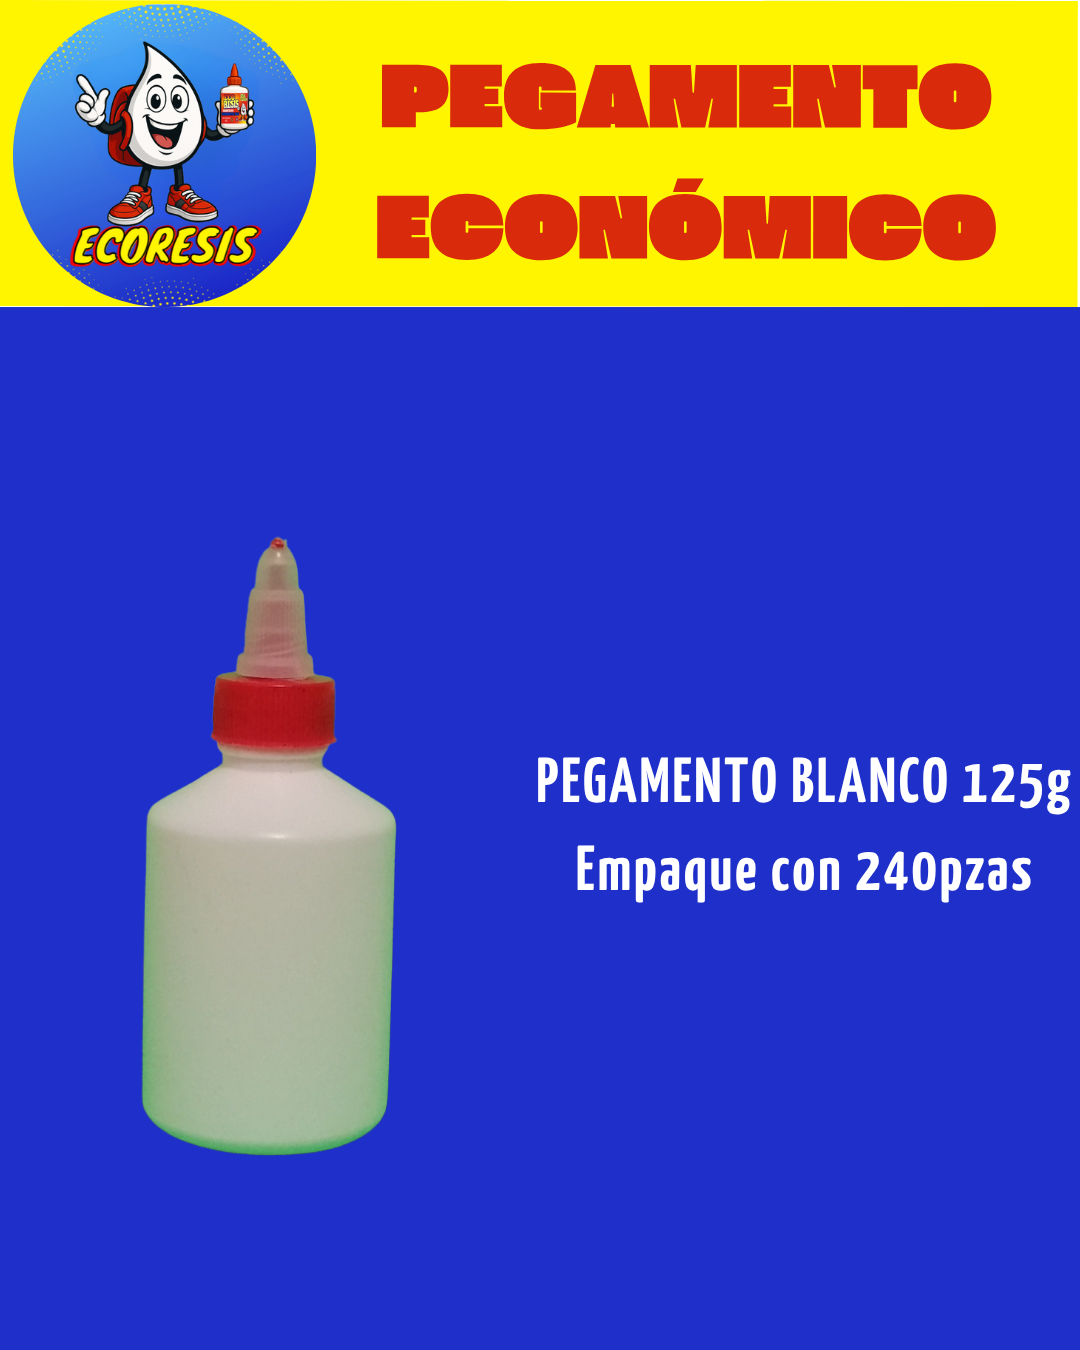 PEGAMENTO
ECONÓMICO
ECORESIS
PEGAMENTO BLANCO 125g
Empaque con 240pzas